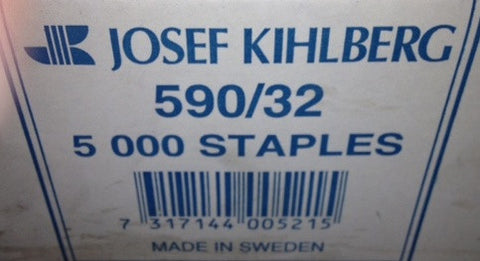 JOSEF KIHLBERG
590/32
5 000 STAPLES
7 317144 005215
MADE IN SWEDEN